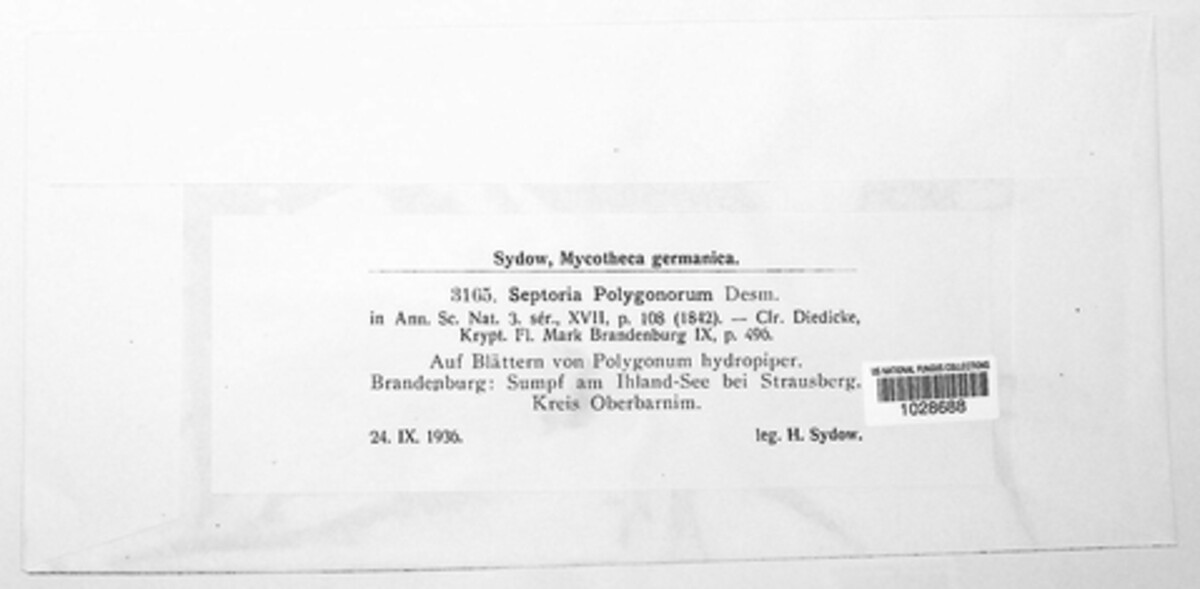 Sydow, Mycotheca germanica.
3165. Septoria Polygonorum Desm.
in Ann. Sc. Nat. 3. sér., XVII, p. 108 (1842). — Clr. Diedicke,
Krypt. Fl. Mark Brandenburg IX, p. 496.
Auf Blättern von Polygonum hydropiper.
Brandenburg: Sumpf am Ihland-See bei Strausberg,
Kreis Oberbarnim.
24. IX. 1936. leg. H. Sydow.
US NATIONAL FUNGUS COLLECTIONS
1028688